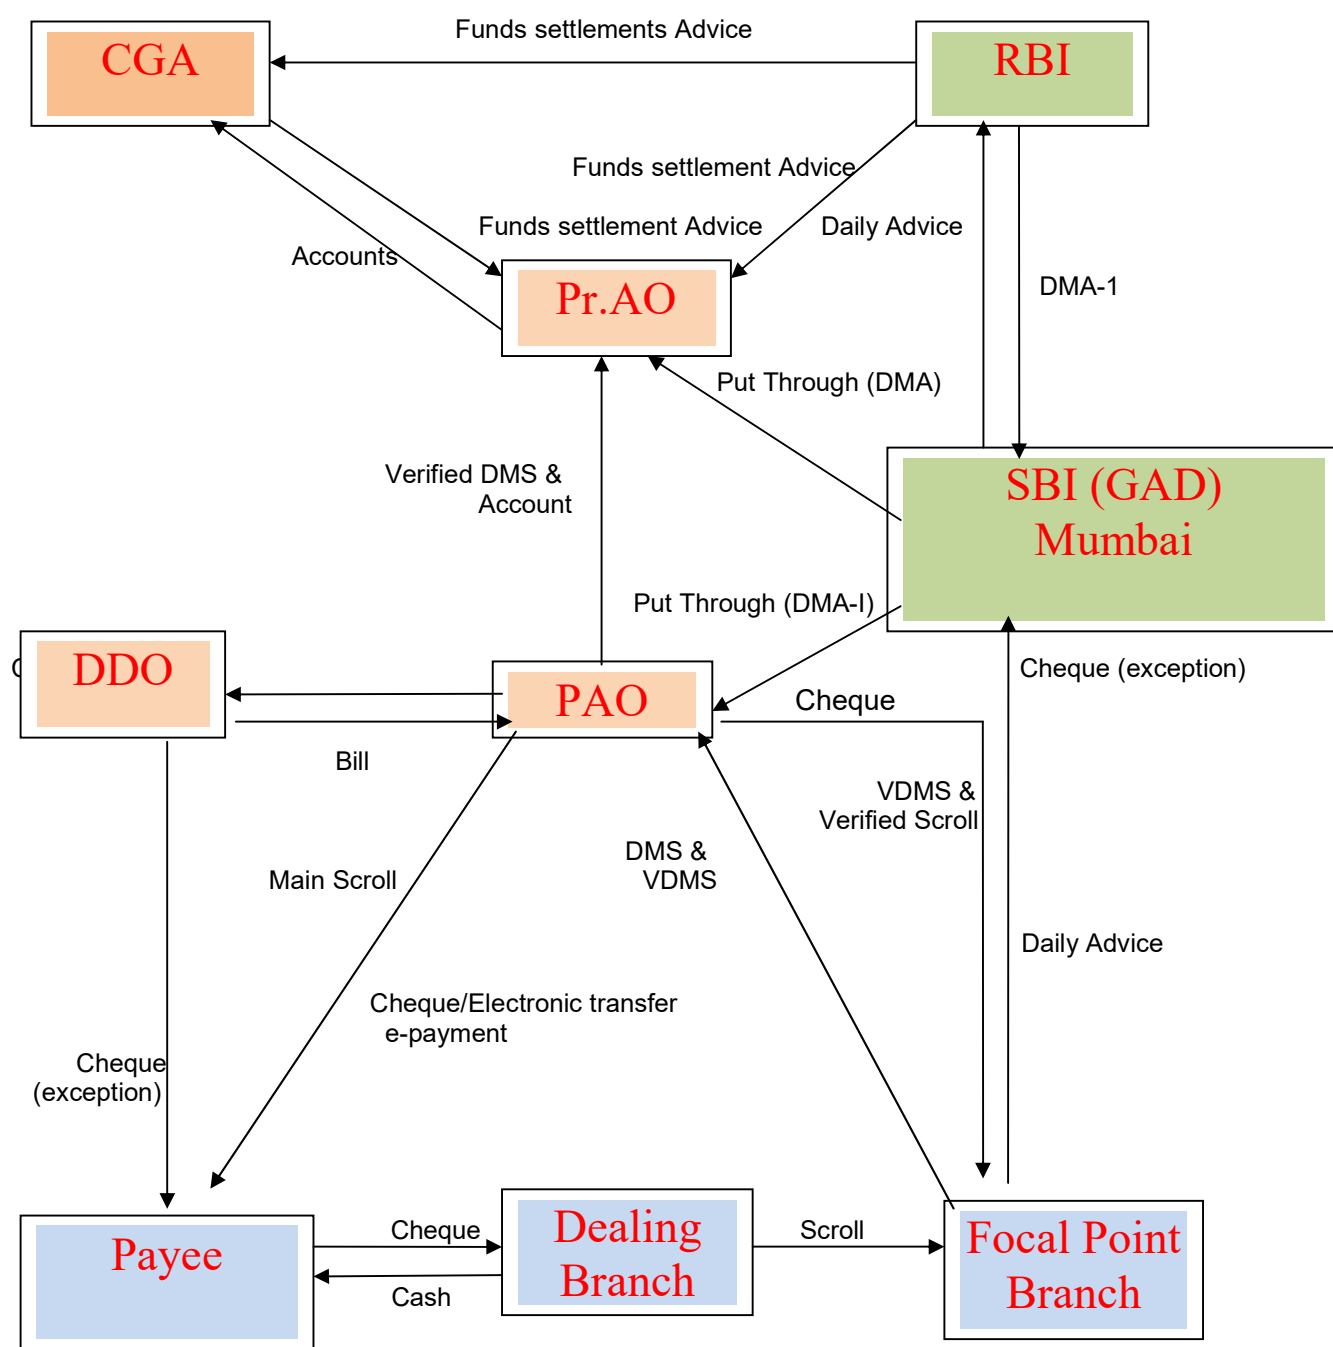 Funds settlements Advice
CGA
RBI
Funds settlement Advice
Funds settlement Advice
Daily Advice
Accounts
Pr.AO
DMA-1
Put Through (DMA)
Verified DMS &
Account
SBI (GAD)
Mumbai
Put Through (DMA-I)
DDO
PAO
Cheque
Cheque (exception)
Bill
VDMS &
Verified Scroll
DMS &
VDMS
Main Scroll
Daily Advice
Cheque/Electronic transfer
e-payment
Cheque
(exception)
Payee
Cheque
Cash
Dealing
Branch
Scroll
Focal Point
Branch